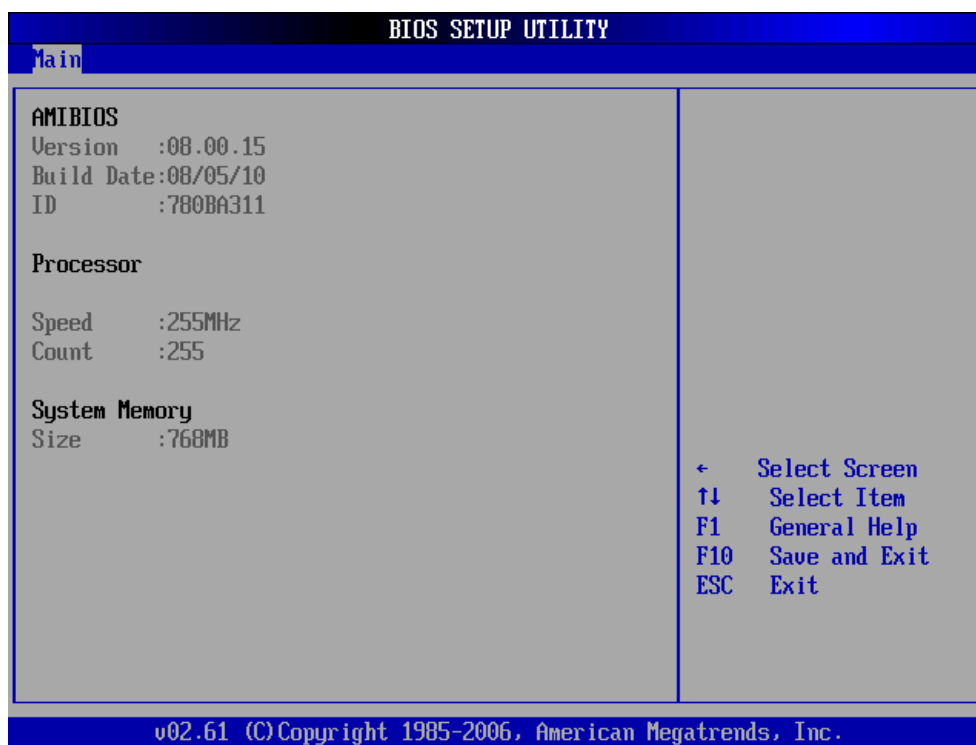 BIOS SETUP UTILITY
Main
AMIBIOS
Version :08.00.15
Build Date:08/05/10
ID :780BA311
Processor
Speed :255MHz
Count :255
System Memory
Size :768MB
← Select Screen
↑↓ Select Item
F1 General Help
F10 Save and Exit
ESC Exit
v02.61 (C)Copyright 1985-2006, American Megatrends, Inc.